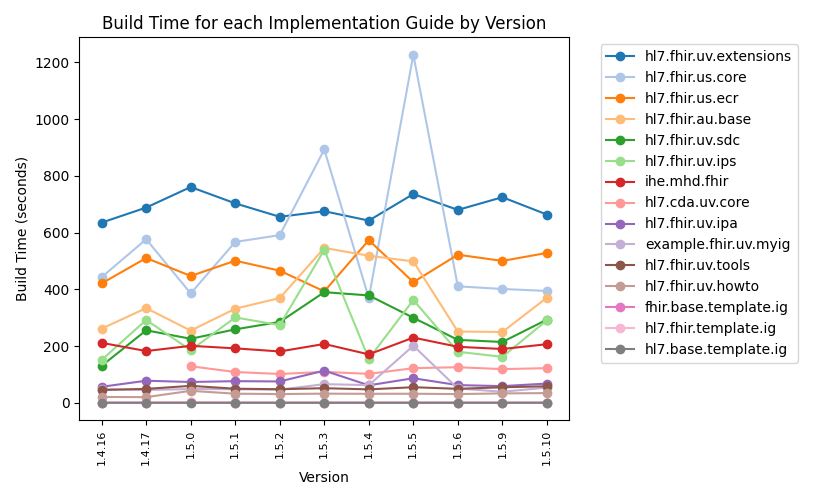 Build Time for each Implementation Guide by Version
Build Time (seconds)
1200
1000
800
600
400
200
0
1.4.16
1.4.17
1.5.0
1.5.1
1.5.2
1.5.3
1.5.4
1.5.5
1.5.6
1.5.9
1.5.10
Version
hl7.fhir.uv.extensions
hl7.fhir.us.core
hl7.fhir.us.ecr
hl7.fhir.au.base
hl7.fhir.uv.sdc
hl7.fhir.uv.ips
ihe.mhd.fhir
hl7.cda.uv.core
hl7.fhir.uv.ipa
example.fhir.uv.myig
hl7.fhir.uv.tools
hl7.fhir.uv.howto
fhir.base.template.ig
hl7.fhir.template.ig
hl7.base.template.ig